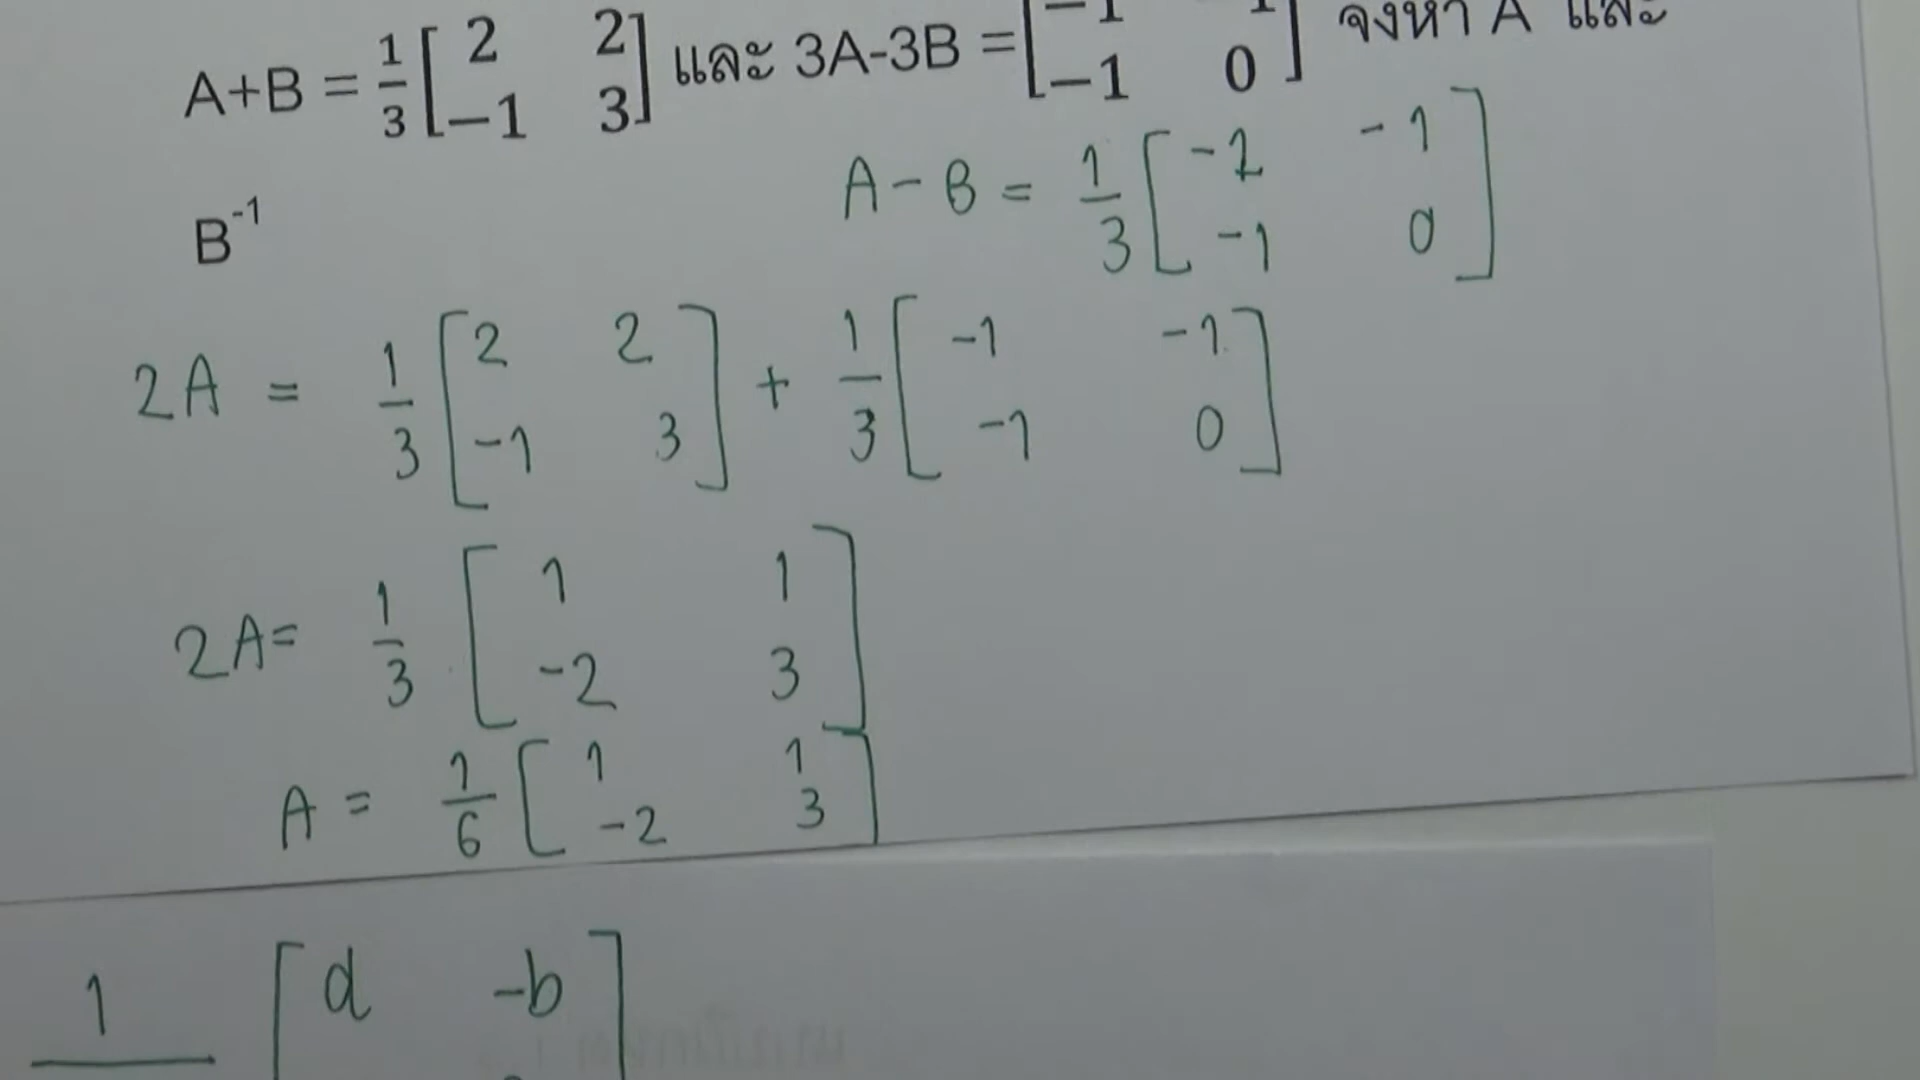 A+B = 1/3 [2 2; -1 3] และ 3A-3B = [-1 -1; -1 0] จงหา A และ
B⁻¹
A - B = 1/3 [-1 -1; -1 0]
2A = 1/3 [2 2; -1 3] + 1/3 [-1 -1; -1 0]
2A = 1/3 [1 1; -2 3]
A = 1/6 [1 1; -2 3]
1 [d -b]